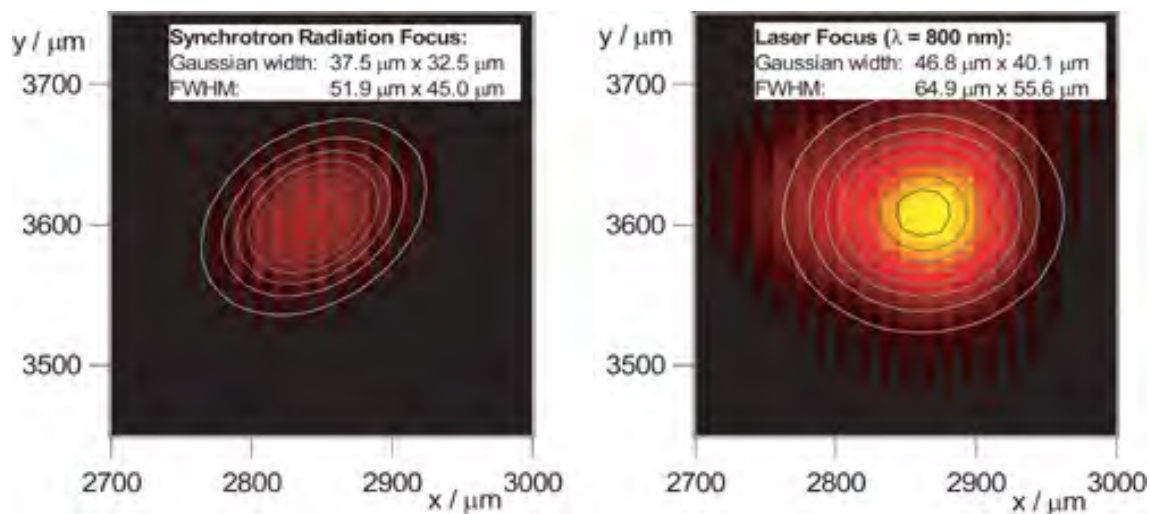 y / μm
Synchrotron Radiation Focus:
Gaussian width: 37.5 μm x 32.5 μm
FWHM: 51.9 μm x 45.0 μm
3700
3600
3500
2700 2800 2900 3000
x / μm
y / μm
Laser Focus (λ = 800 nm):
Gaussian width: 46.8 μm x 40.1 μm
FWHM: 64.9 μm x 55.6 μm
3700
3600
3500
2700 2800 2900 3000
x / μm